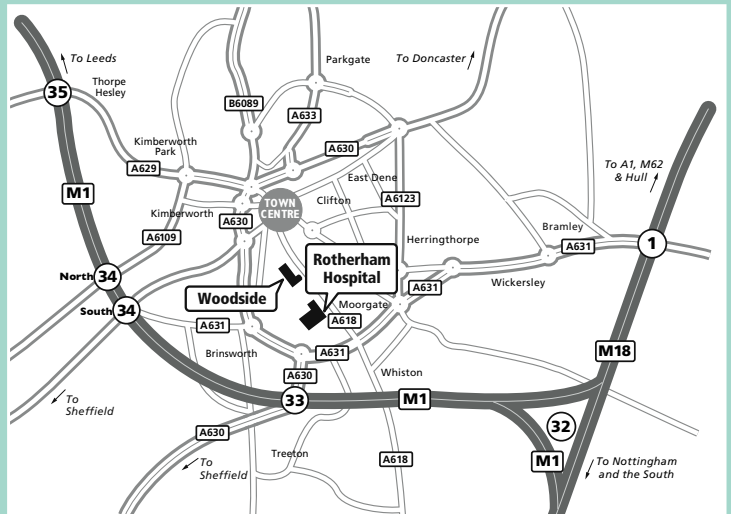 To Leeds
Parkgate
To Doncaster
Thorpe
Hesley
35
B6089
A633
Kimberworth
Park
A630
To A1, M62
& Hull
A629
East Dene
M1
TOWN
CENTRE
Clifton
A6123
Kimberworth
A630
Bramley
A6109
Herringthorpe
A631
1
Rotherham
Hospital
North
34
Wickersley
A631
Woodside
Moorgate
South
34
A618
A631
Brinsworth
A631
M18
Whiston
A630
33
M1
To
Sheffield
32
A630
Treeton
To
Sheffield
A618
M1
To Nottingham
and the South